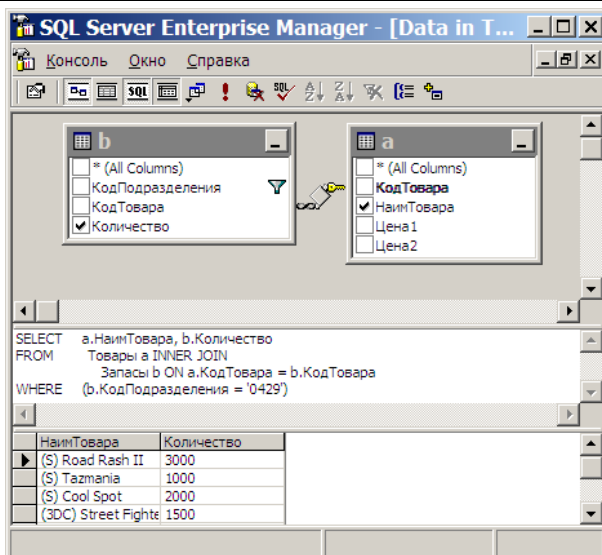 SQL Server Enterprise Manager - [Data in T...
Консоль Окно Справка
SQL
b
* (All Columns)
КодПодразделения
КодТовара
Количество
a
* (All Columns)
КодТовара
НаимТовара
Цена1
Цена2
SELECT a.НаимТовара, b.Количество
FROM Товары a INNER JOIN
Запасы b ON a.КодТовара = b.КодТовара
WHERE (b.КодПодразделения = '0429')
НаимТовара Количество
(S) Road Rash II 3000
(S) Tazmania 1000
(S) Cool Spot 2000
(3DC) Street Fighte 1500